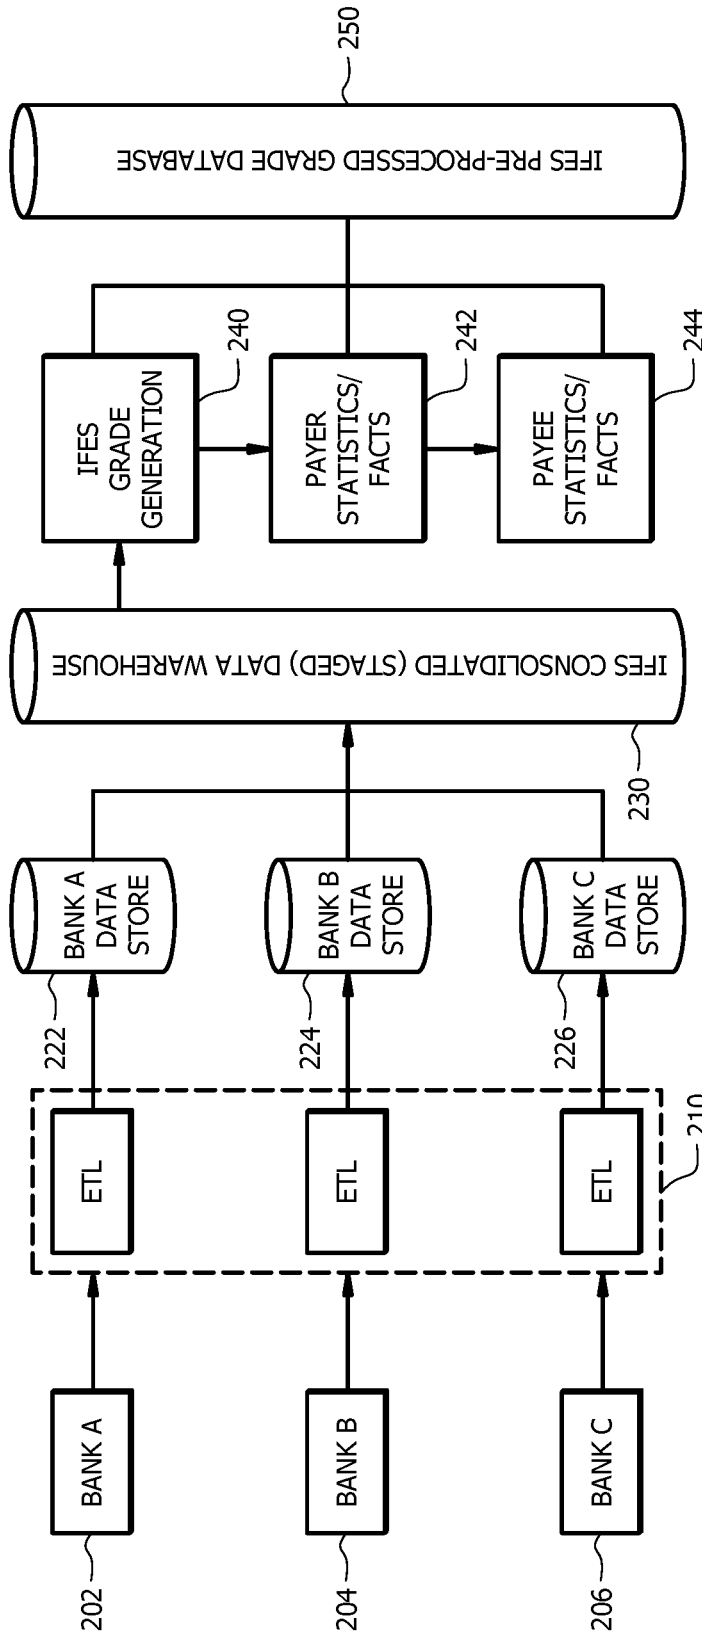 202
BANK A
204
BANK B
206
BANK C
ETL
ETL
ETL
210
222
BANK A
DATA
STORE
224
BANK B
DATA
STORE
226
BANK C
DATA
STORE
IFES CONSOLIDATED (STAGED) DATA WAREHOUSE
230
IFES
GRADE
GENERATION
240
PAYER
STATISTICS/
FACTS
242
PAYEE
STATISTICS/
FACTS
244
IFES PRE-PROCESSED GRADE DATABASE
250